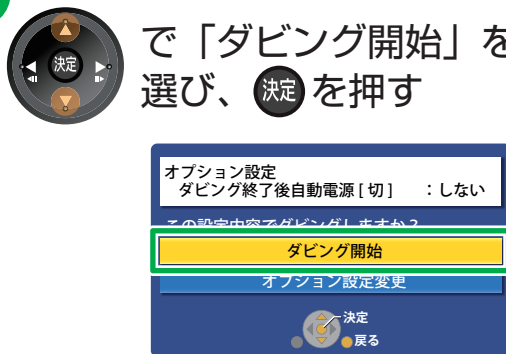 決定 で「ダビング開始」を
選び、決定 を押す
オプション設定
ダビング終了後自動電源[切] :しない
この設定内容でダビングしますか?
ダビング開始
オプション設定変更
決定
戻る